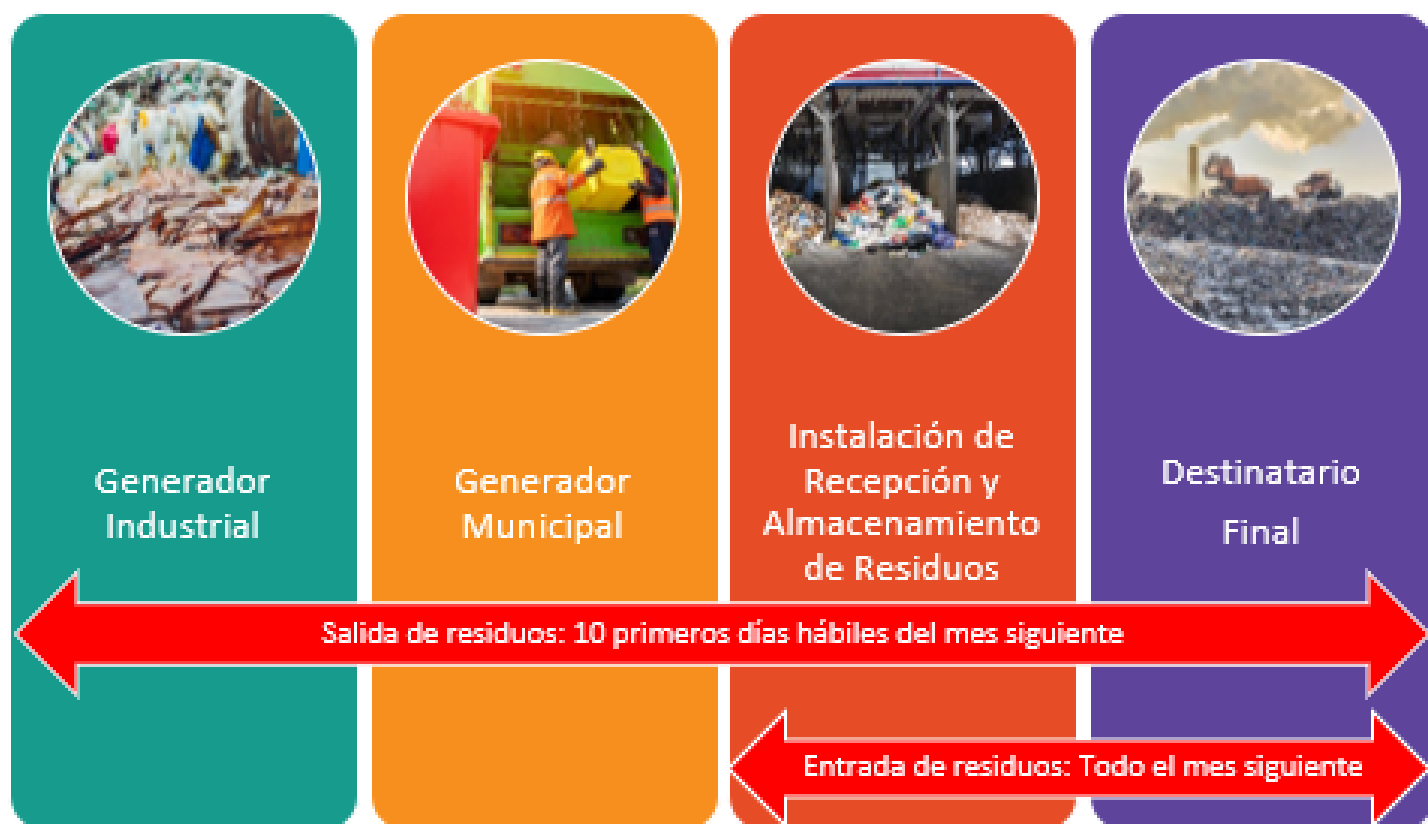 Generador
Industrial
Generador
Municipal
Instalación de
Recepción y
Almacenamiento
de Residuos
Destinatario
Final
Salida de residuos: 10 primeros días hábiles del mes siguiente
Entrada de residuos: Todo el mes siguiente